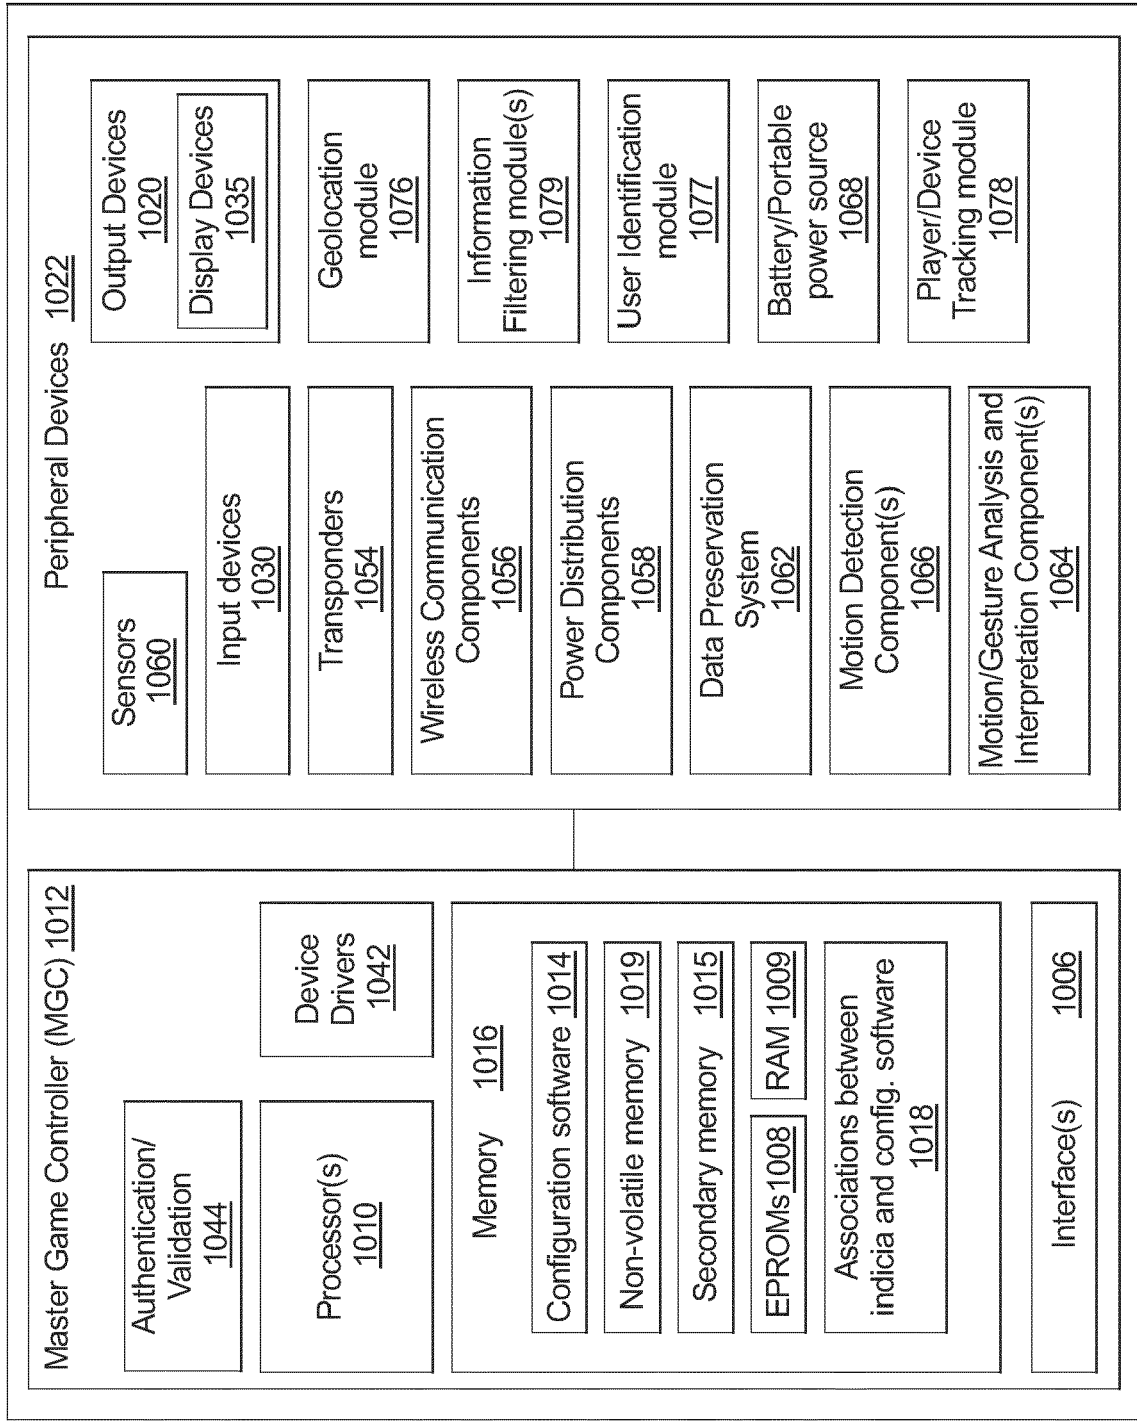 Master Game Controller (MGC) 1012
Authentication/
Validation
1044
Processor(s)
1010
Device
Drivers
1042
Memory 1016
Configuration software 1014
Non-volatile memory 1019
Secondary memory 1015
EPROMs 1008
RAM 1009
Associations between
indicia and config. software
1018
Interface(s) 1006
Peripheral Devices 1022
Sensors
1060
Input devices
1030
Transponders
1054
Wireless Communication
Components
1056
Power Distribution
Components
1058
Data Preservation
System
1062
Motion Detection
Component(s)
1066
Motion/Gesture Analysis and
Interpretation Component(s)
1064
Output Devices
1020
Display Devices
1035
Geolocation
module
1076
Information
Filtering module(s)
1079
User Identification
module
1077
Battery/Portable
power source
1068
Player/Device
Tracking module
1078